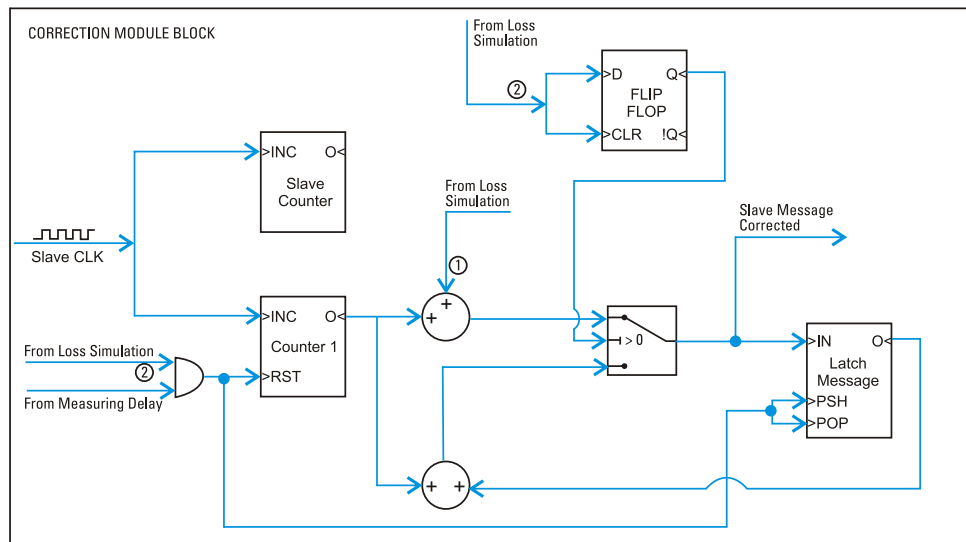 CORRECTION MODULE BLOCK
From Loss
Simulation
②
>D Q<
FLIP
FLOP
>CLR !Q<
>INC O<
Slave
Counter
From Loss
Simulation
Slave Message
Corrected
Slave CLK
①
+
+
>INC O<
Counter 1
>RST
> 0
>IN O<
Latch
Message
>PSH
>POP
From Loss Simulation
②
From Measuring Delay
+ +